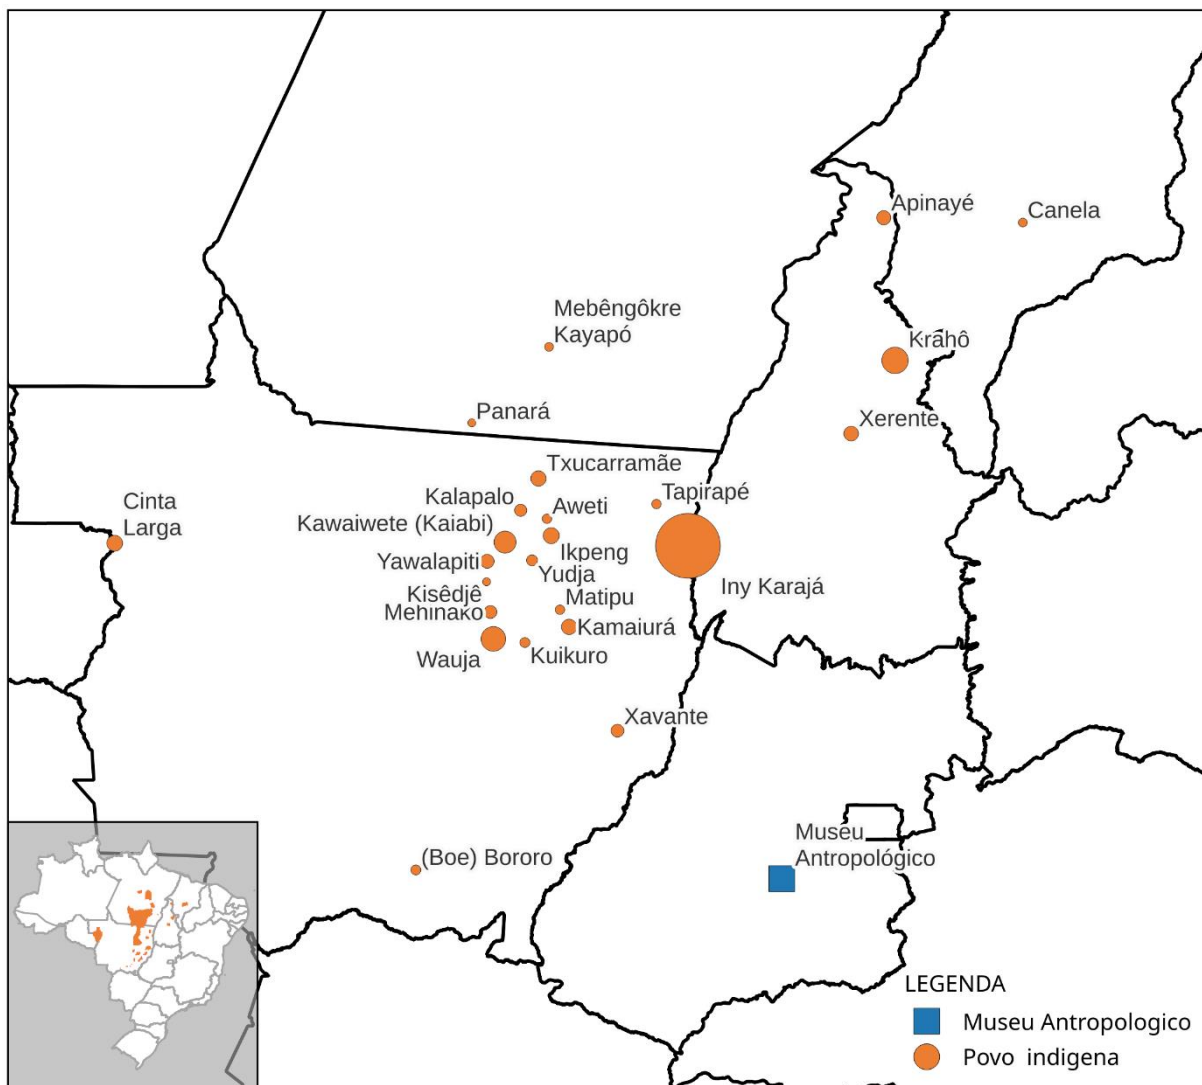 Apinayé
Canela
Mebêngôkre
Kayapó
Krahô
Panará
Xerente
Txucarramãe
Tapirapé
Kalapalo
Aweti
Cinta
Larga
Kawaiwete (Kaiabi)
Ikpeng
Yawalapiti
Yudja
Iny Karajá
Kisêdjê
Matipu
Mehinako
Kamaiurá
Wauja
Kuikuro
Xavante
Museu
Antropológico
(Boe) Bororo
LEGENDA
Museu Antropologico
Povo indigena